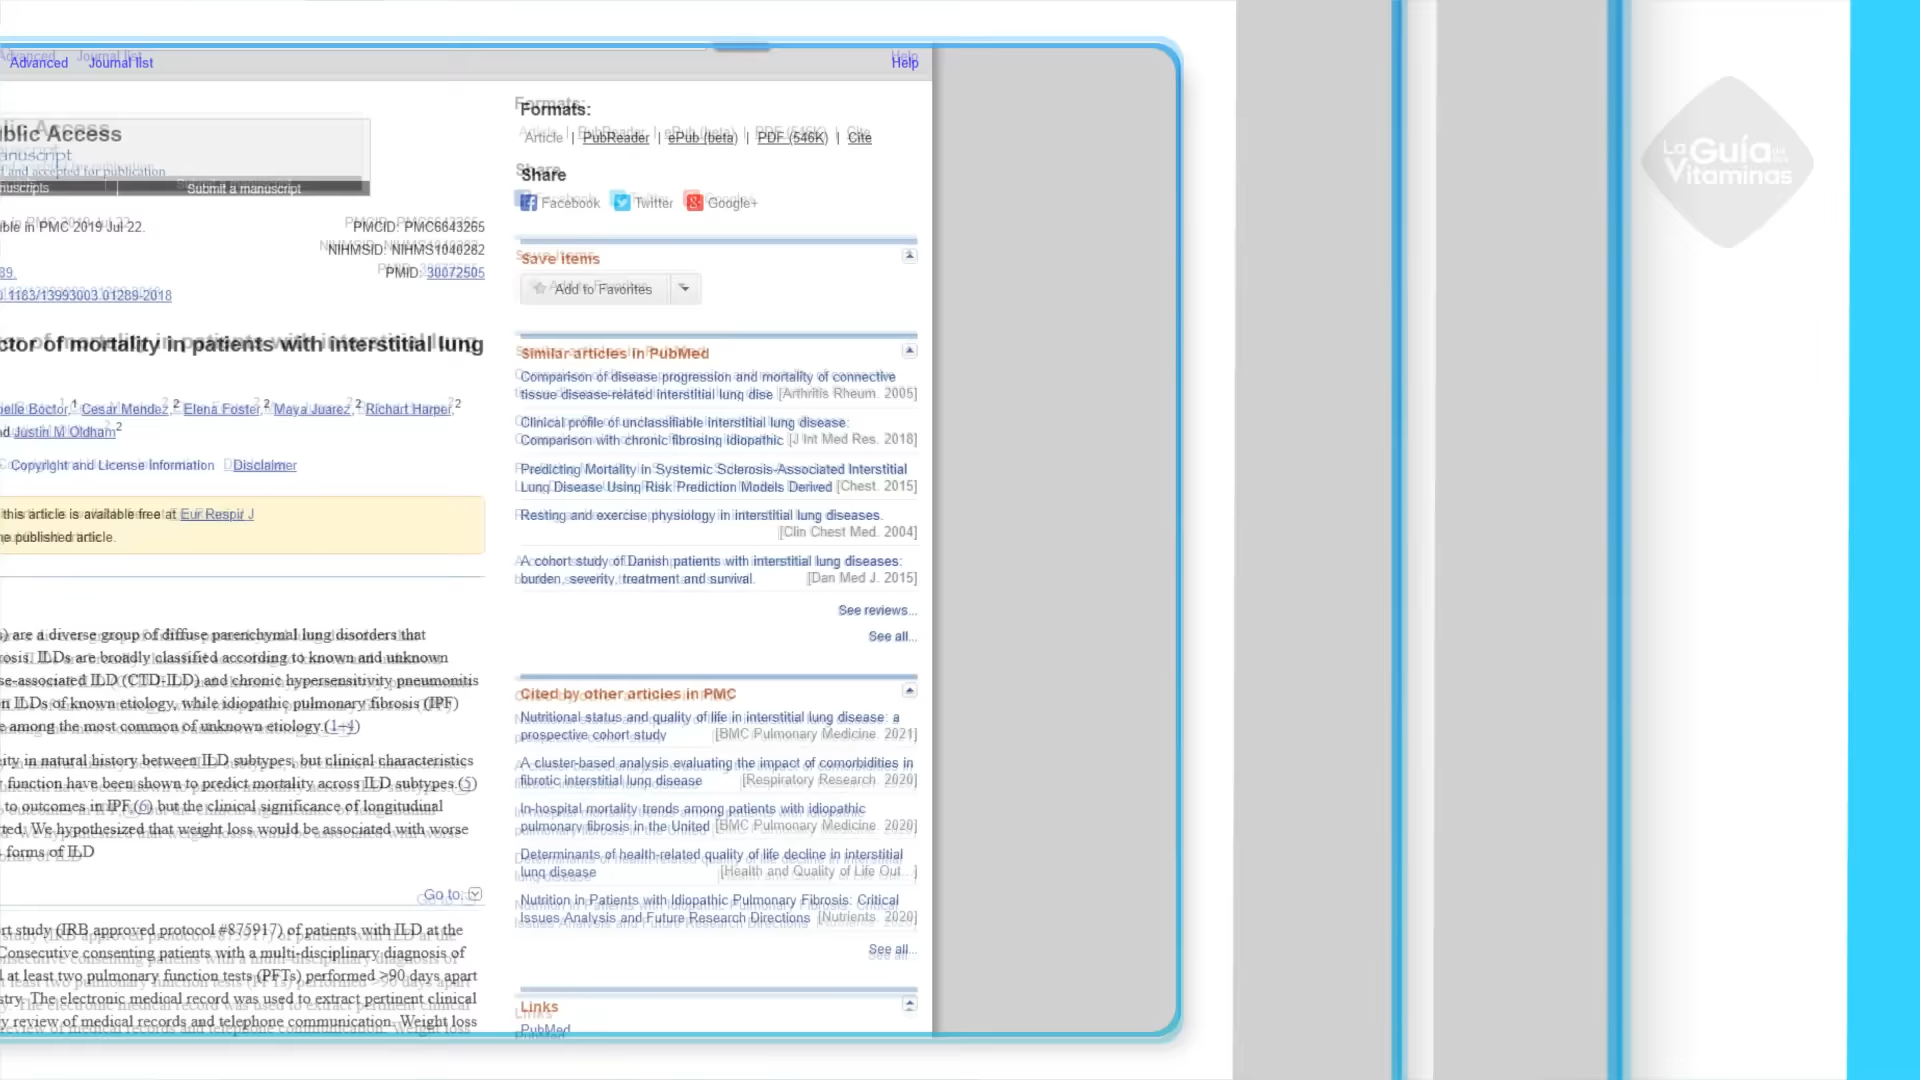 Advanced Journal list
Help
blic Access
anuscript
d and accepted for publication
nuscripts
Submit a manuscript
ble in PMC 2019 Jul 22.
PMCID: PMC6643265
NIHMSID: NIHMS1040282
PMID: 30072505
89.
0.1183/13993003.01289-2018
ctor of mortality in patients with interstitial lung
elle Boctor,1 Cesar Mendez,2 Elena Foster,2 Maya Juarez,2 Richart Harper,2
d Justin M Oldham2
Copyright and License information Disclaimer
this article is available free at Eur Respir J
e published article.
s) are a diverse group of diffuse parenchymal lung disorders that
rosis. ILDs are broadly classified according to known and unknown
se-associated ILD (CTD-ILD) and chronic hypersensitivity pneumonitis
n ILDs of known etiology, while idiopathic pulmonary fibrosis (IPF)
e among the most common of unknown etiology.(1–4)
ity in natural history between ILD subtypes, but clinical characteristics
y function have been shown to predict mortality across ILD subtypes.(5)
to outcomes in IPF,(6) but the clinical significance of longitudinal
ted. We hypothesized that weight loss would be associated with worse
forms of ILD
Go to:
rt study (IRB approved protocol #875917) of patients with ILD at the
Consecutive consenting patients with a multi-disciplinary diagnosis of
at least two pulmonary function tests (PFTs) performed >90 days apart
stry. The electronic medical record was used to extract pertinent clinical
y review of medical records and telephone communication. Weight loss
Formats:
Article | PubReader | ePub (beta) | PDF (546K) | Cite
Share
Facebook Twitter Google+
Save items
Add to Favorites
Similar articles in PubMed
Comparison of disease progression and mortality of connective
tissue disease-related interstitial lung dise [Arthritis Rheum. 2005]
Clinical profile of unclassifiable interstitial lung disease:
Comparison with chronic fibrosing idiopathic [J Int Med Res. 2018]
Predicting Mortality in Systemic Sclerosis-Associated Interstitial
Lung Disease Using Risk Prediction Models Derived [Chest. 2015]
Resting and exercise physiology in interstitial lung diseases.
[Clin Chest Med. 2004]
A cohort study of Danish patients with interstitial lung diseases:
burden, severity, treatment and survival. [Dan Med J. 2015]
See reviews...
See all...
Cited by other articles in PMC
Nutritional status and quality of life in interstitial lung disease: a
prospective cohort study [BMC Pulmonary Medicine. 2021]
A cluster-based analysis evaluating the impact of comorbidities in
fibrotic interstitial lung disease [Respiratory Research. 2020]
In-hospital mortality trends among patients with idiopathic
pulmonary fibrosis in the United [BMC Pulmonary Medicine. 2020]
Determinants of health-related quality of life decline in interstitial
lung disease [Health and Quality of Life Out...]
Nutrition in Patients with Idiopathic Pulmonary Fibrosis: Critical
Issues Analysis and Future Research Directions [Nutrients. 2020]
See all...
Links
PubMed
La Guía
Vitaminas